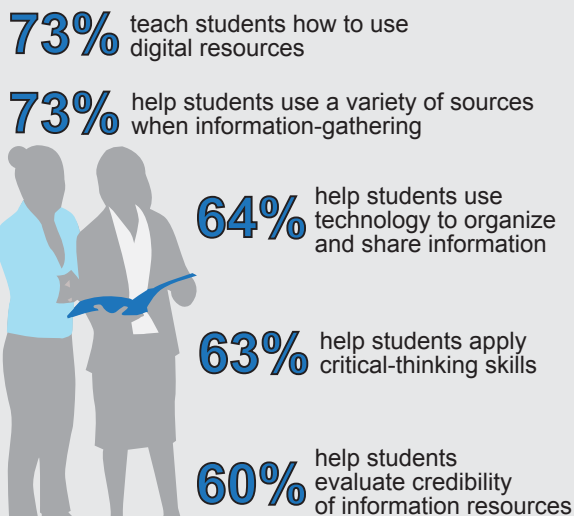 73% teach students how to use
digital resources
73% help students use a variety of sources
when information-gathering
64% help students use
technology to organize
and share information
63% help students apply
critical-thinking skills
60% help students
evaluate credibility
of information resources